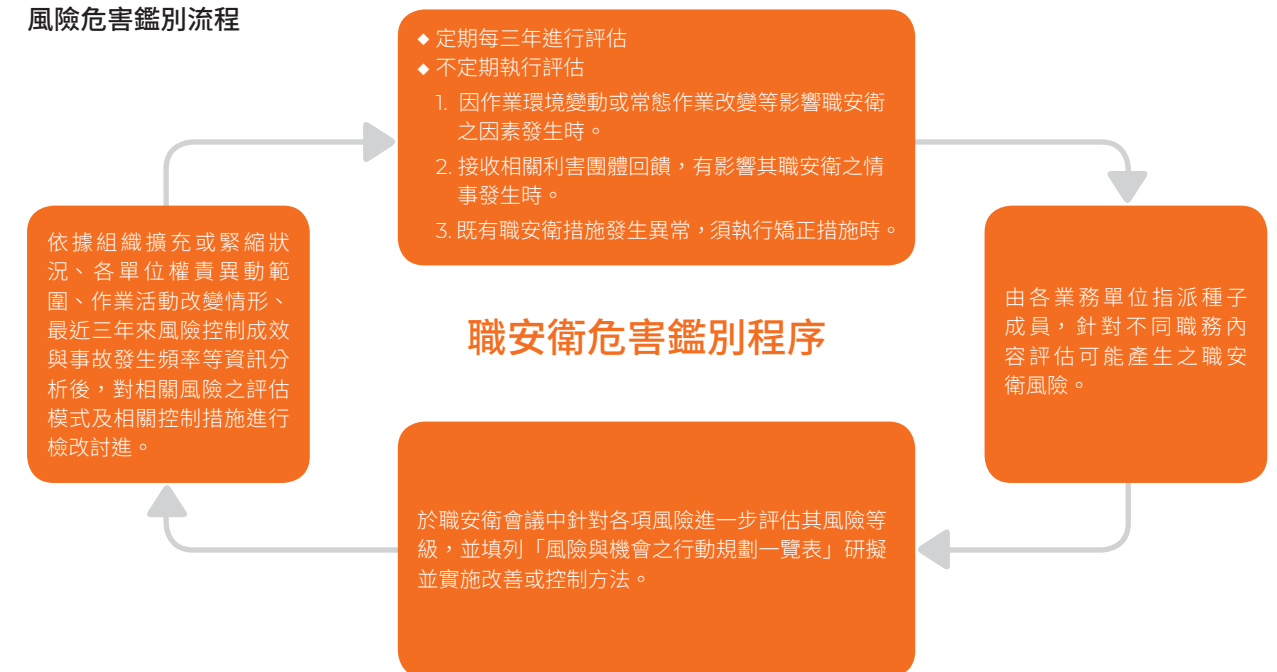 風險危害鑑別流程
◆ 定期每三年進行評估
◆ 不定期執行評估
1. 因作業環境變動或常態作業改變等影響職安衛
之因素發生時。
2. 接收相關利害團體回饋，有影響其職安衛之情
事發生時。
3. 既有職安衛措施發生異常，須執行矯正措施時。
由各業務單位指派種子
成員，針對不同職務內
容評估可能產生之職安
衛風險。
職安衛危害鑑別程序
於職安衛會議中針對各項風險進一步評估其風險等
級，並填列「風險與機會之行動規劃一覽表」研擬
並實施改善或控制方法。
依據組織擴充或緊縮狀
況、各單位權責異動範
圍、作業活動改變情形、
最近三年來風險控制成效
與事故發生頻率等資訊分
析後，對相關風險之評估
模式及相關控制措施進行
檢改討進。